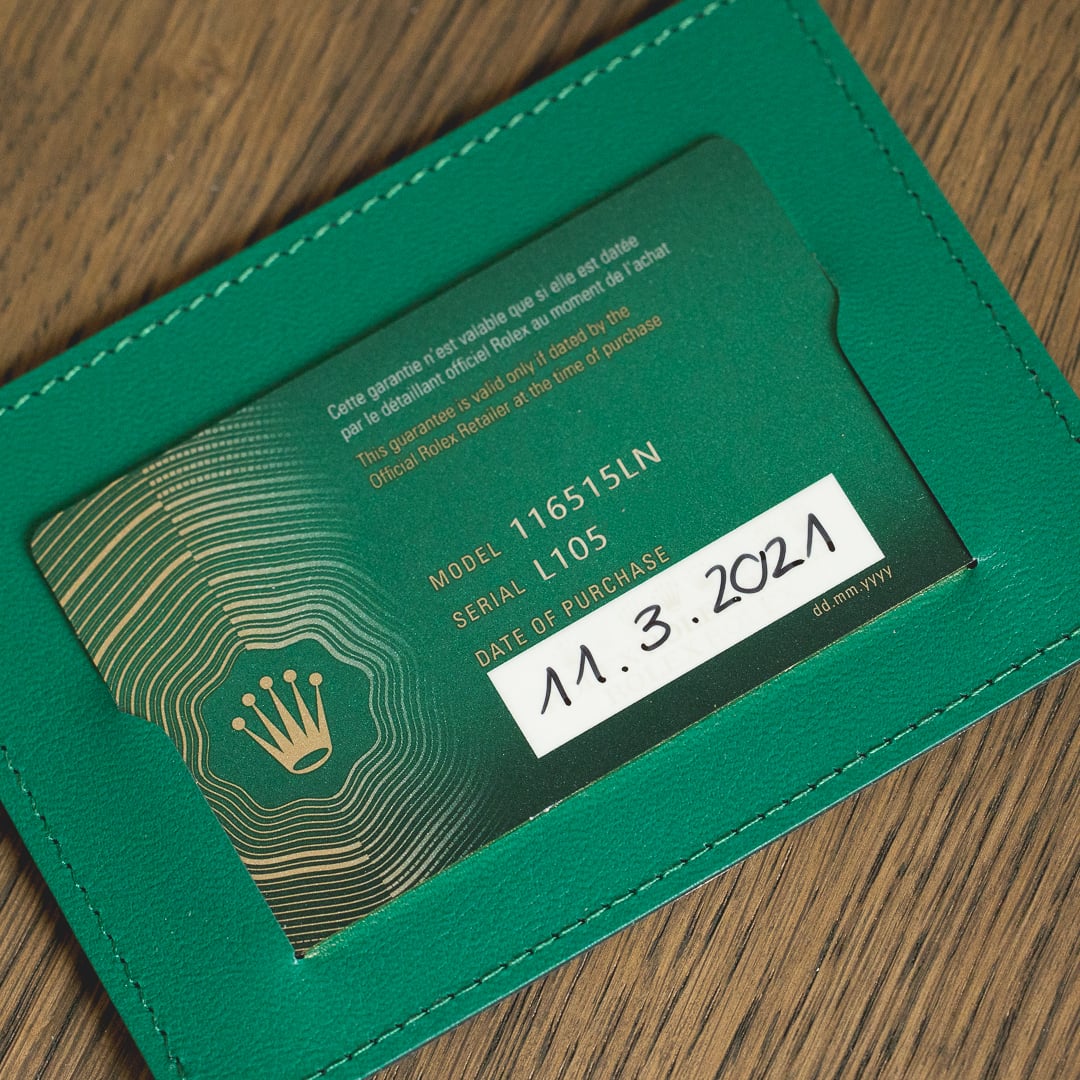 Cette garantie n'est valable que si elle est datée
par le détaillant officiel Rolex au moment de l'achat
This guarantee is valid only if dated by the
Official Rolex Retailer at the time of purchase
MODEL 116515LN
SERIAL L105
DATE OF PURCHASE
11.3.2021
dd.mm.yyyy